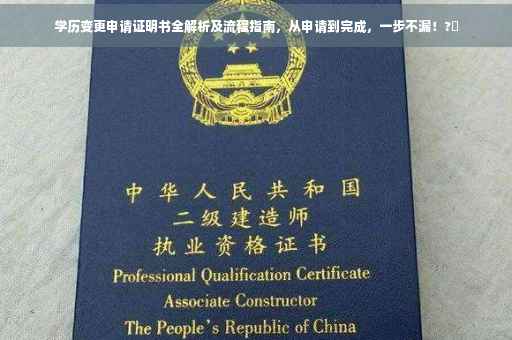 学历变更申请证明书全解析及流程指南，从申请到完成，一步不漏！?
中华人民共和国
二级建造师
执业资格证书
Professional Qualification Certificate
Associate Constructor
The People's Republic of China